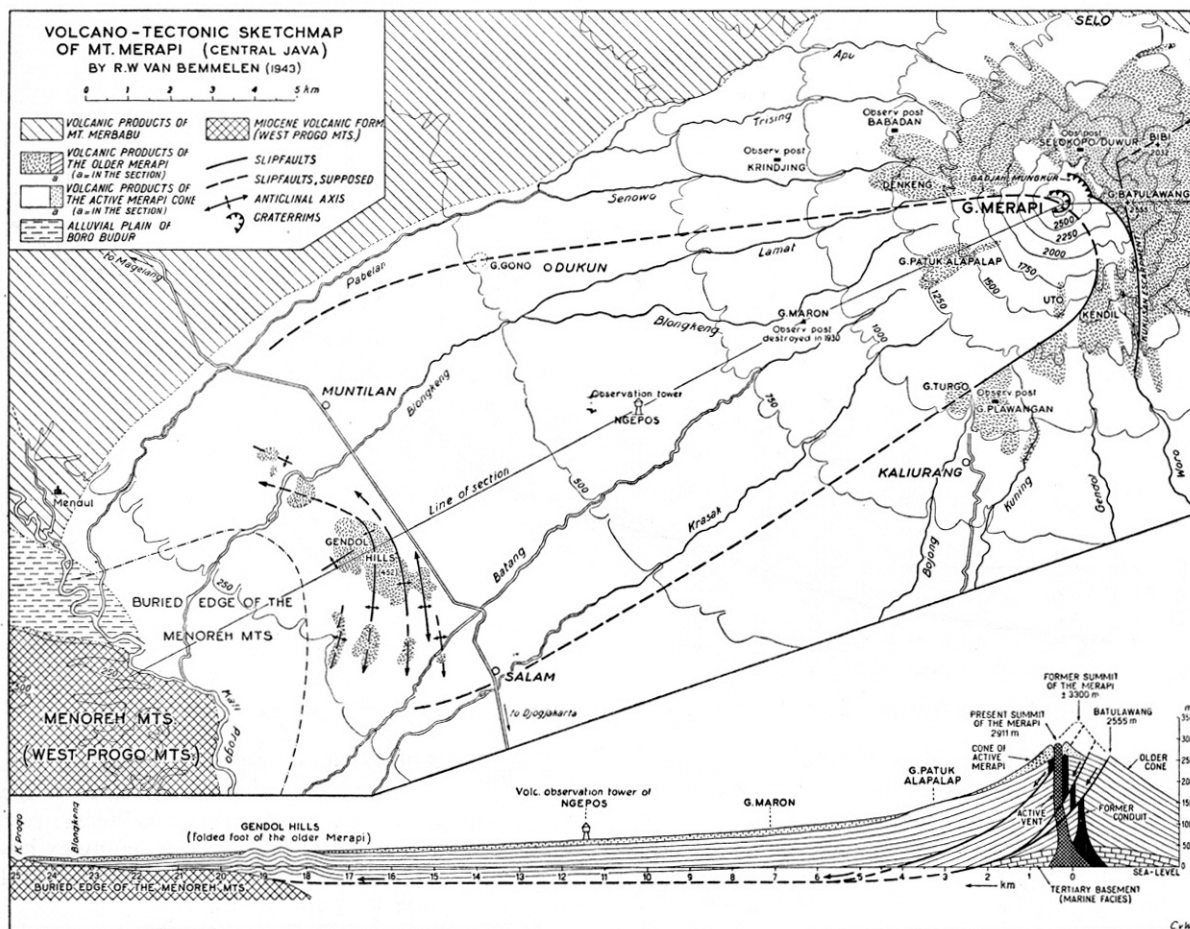 VOLCANO-TECTONIC SKETCHMAP
OF MT. MERAPI (CENTRAL JAVA)
BY R.W VAN BEMMELEN (1943)
0 1 2 3 4 5 km
VOLCANIC PRODUCTS OF
MT. MERBABU
VOLCANIC PRODUCTS OF
THE OLDER MERAPI
(a = IN THE SECTION)
a
VOLCANIC PRODUCTS OF
THE ACTIVE MERAPI CONE
(a = IN THE SECTION)
a
ALLUVIAL PLAIN OF
BORO BUDUR
MIOCENE VOLCANIC FORM
(WEST PROGO MTS.)
SLIPFAULTS
SLIPFAULTS, SUPPOSED
ANTICLINAL AXIS
CRATERRIMS
SELO
Apu
Trising
Observ post
BABADAN
Observ. post
KRINDJING
Obs. post
SELOKOPO/DUWUR
BIBI
2032
GADJAH MUNGKUR
DENKENG
G.BATULAWANG
2551
G.MERAPI
Senowo
2500
2250
2000
1750
1500
1250
1000
750
500
250
Lamat
G.PATUK ALAPALAP
UTO
(KENDIL
to Magelang
Pabelan
G.GONO
DUKUN
G.MARON
Observ post
destroyed in 1930
Blongkeng
MUNTILAN
Blongkeng
Observation tower
NGEPOS
G.TURGO
Observ post
G.PLAWANGAN
KALIURANG
Mendut
Line of section
GENDOL
HILLS
(452)
Batang
Krasak
Bojong
Kuning
Gendol
Woro
BURIED EDGE OF THE
MENOREH MTS
SALAM
to Djogjakarta
Kali
Progo
MENOREH MTS.
(WEST PROGO MTS.)
FORMER SUMMIT
OF THE MERAPI
± 3300 m
PRESENT SUMMIT
OF THE MERAPI
2911 m
BATULAWANG
2555 m
CONE OF
ACTIVE
MERAPI
OLDER
CONE
G.PATUK
ALAPALAP
G.MARON
Volc. observation tower of
NGEPOS
GENDOL HILLS
(folded foot of the older Merapi)
K. Progo
Blongkeng
ACTIVE
VENT
FORMER
CONDUIT
0
SEA-LEVEL
25 24 23 22 21 20 19 18 17 16 15 14 13 12 11 10 9 8 7 6 5 4 3 2 1 0
BURIED EDGE OF THE MENOREH MTS.
km
TERTIARY BASEMENT
(MARINE FACIES)